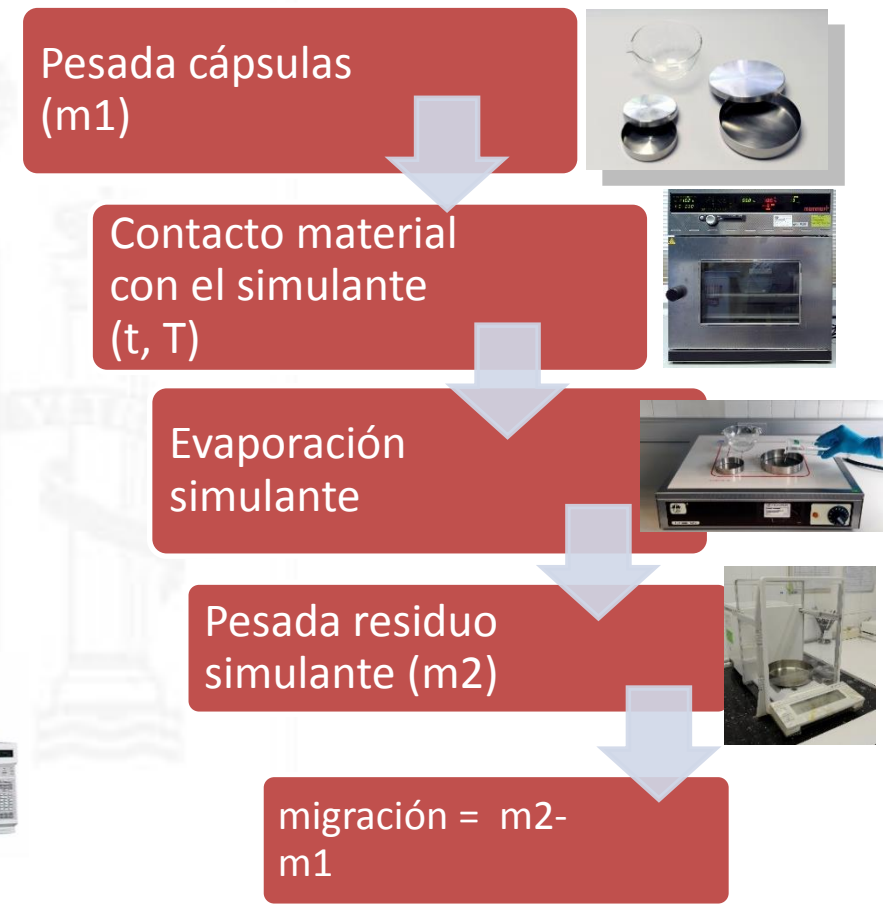 Pesada cápsulas
(m1)
Contacto material
con el simulante
(t, T)
Evaporación
simulante
Pesada residuo
simulante (m2)
migración = m2-
m1